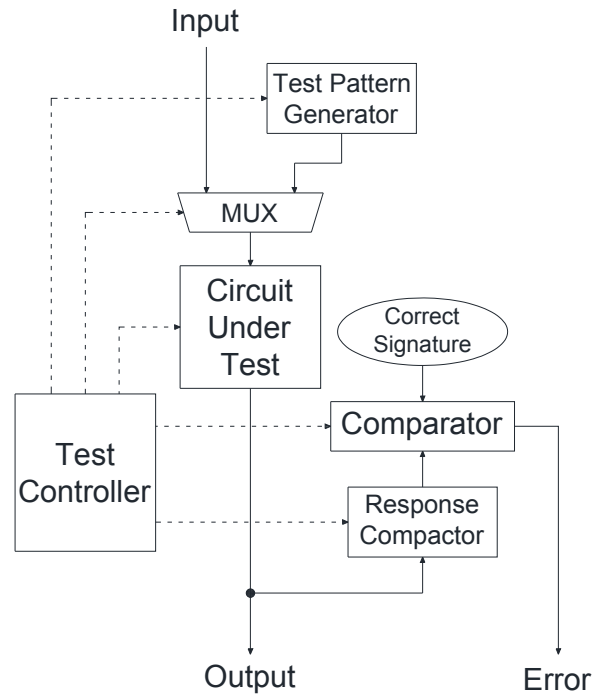 Input
Test Pattern
Generator
MUX
Circuit
Under
Test
Correct
Signature
Comparator
Test
Controller
Response
Compactor
Output
Error